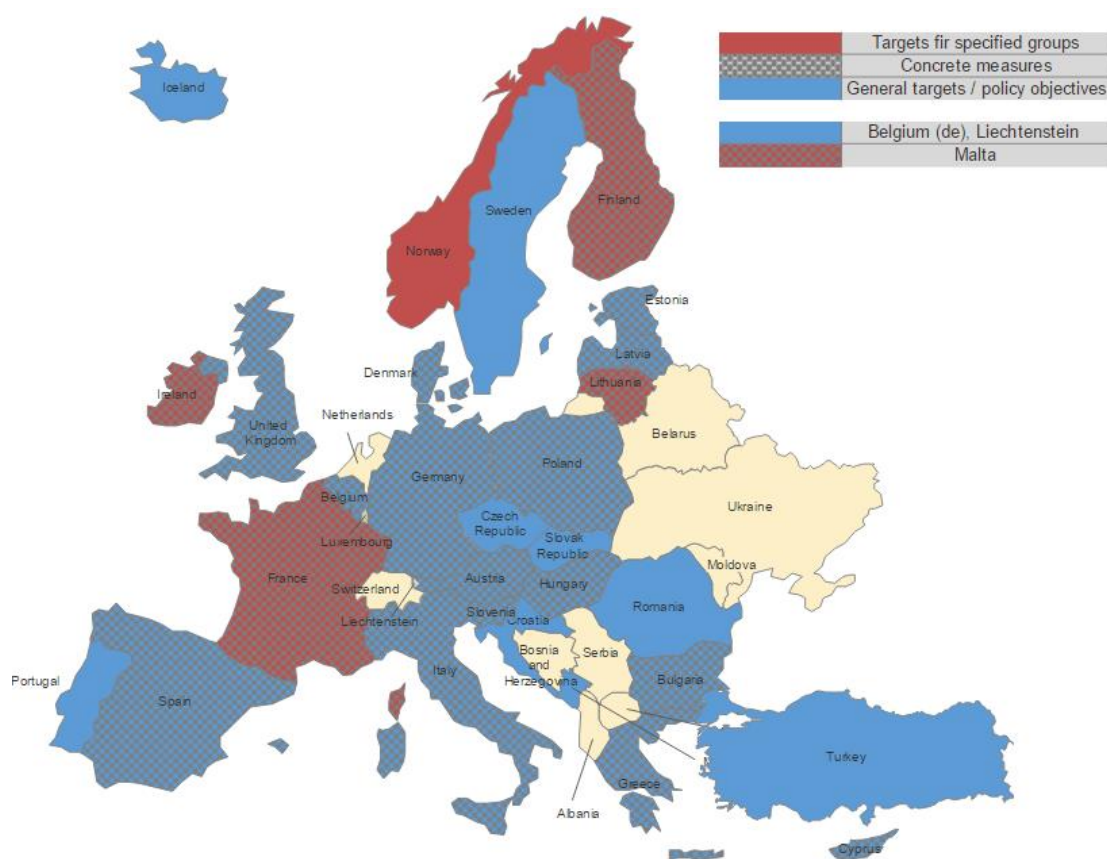 Targets fir specified groups
Concrete measures
General targets / policy objectives
Belgium (de), Liechtenstein
Malta
Iceland
Finland
Sweden
Norway
Estonia
Latvia
Denmark
Lithuania
Ireland
Netherlands
United
Kingdom
Belarus
Poland
Germany
Belgium
Ukraine
Czech
Republic
Slovak
Republic
Luxembourg
Moldova
France
Austria
Hungary
Switzerland
Romania
Slovenia
Liechtenstein
Croatia
Bosnia
and
Herzegovina
Serbia
Italy
Portugal
Bulgaria
Spain
Turkey
Greece
Albania
Cyprus